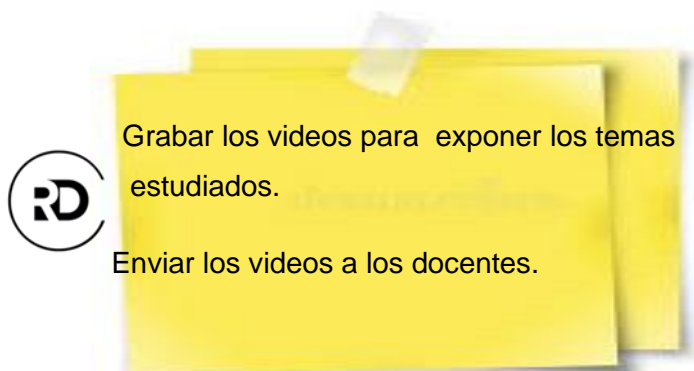 Grabar los videos para exponer los temas
estudiados.
RD
Enviar los videos a los docentes.